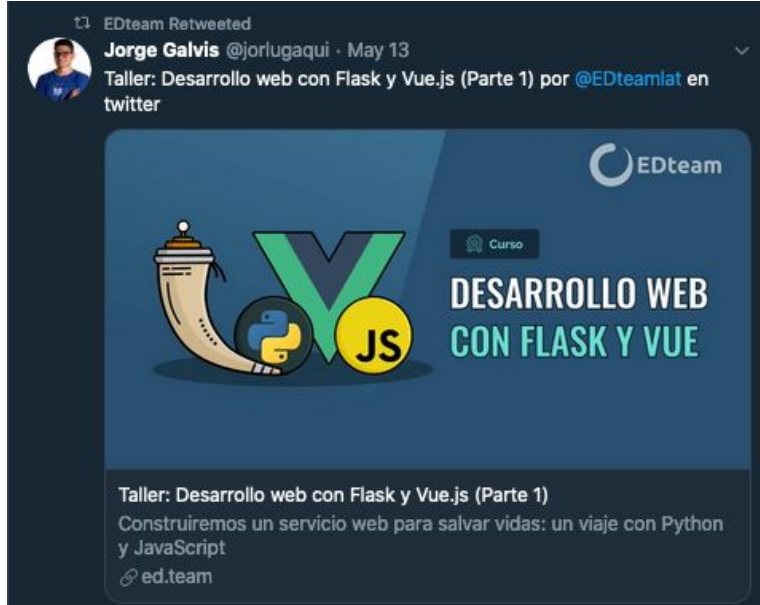 EDteam Retweeted
Jorge Galvis @jorlugaqui · May 13
Taller: Desarrollo web con Flask y Vue.js (Parte 1) por @EDteamlat en
twitter
EDteam
Curso
DESARROLLO WEB
CON FLASK Y VUE
JS
Taller: Desarrollo web con Flask y Vue.js (Parte 1)
Construiremos un servicio web para salvar vidas: un viaje con Python
y JavaScript
ed.team